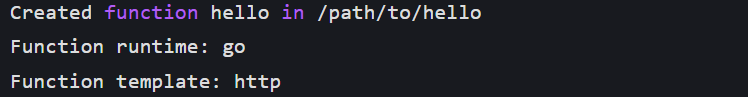 Created function hello in /path/to/hello
Function runtime: go
Function template: http